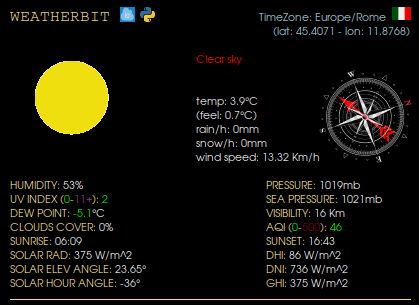 WEATHERBIT
TimeZone: Europe/Rome
(lat: 45.4071 - lon: 11.8768)
Clear sky
temp: 3.9°C
(feel: 0.7°C)
rain/h: 0mm
snow/h: 0mm
wind speed: 13.32 Km/h
HUMIDITY: 53%
UV INDEX (0-11+): 2
DEW POINT: -5.1°C
CLOUDS COVER: 0%
SUNRISE: 06:09
SOLAR RAD: 375 W/m^2
SOLAR ELEV ANGLE: 23.65°
SOLAR HOUR ANGLE: -36°
PRESSURE: 1019mb
SEA PRESSURE: 1021mb
VISIBILITY: 16 Km
AQI (0-500): 46
SUNSET: 16:43
DHI: 86 W/m^2
DNI: 736 W/m^2
GHI: 375 W/m^2